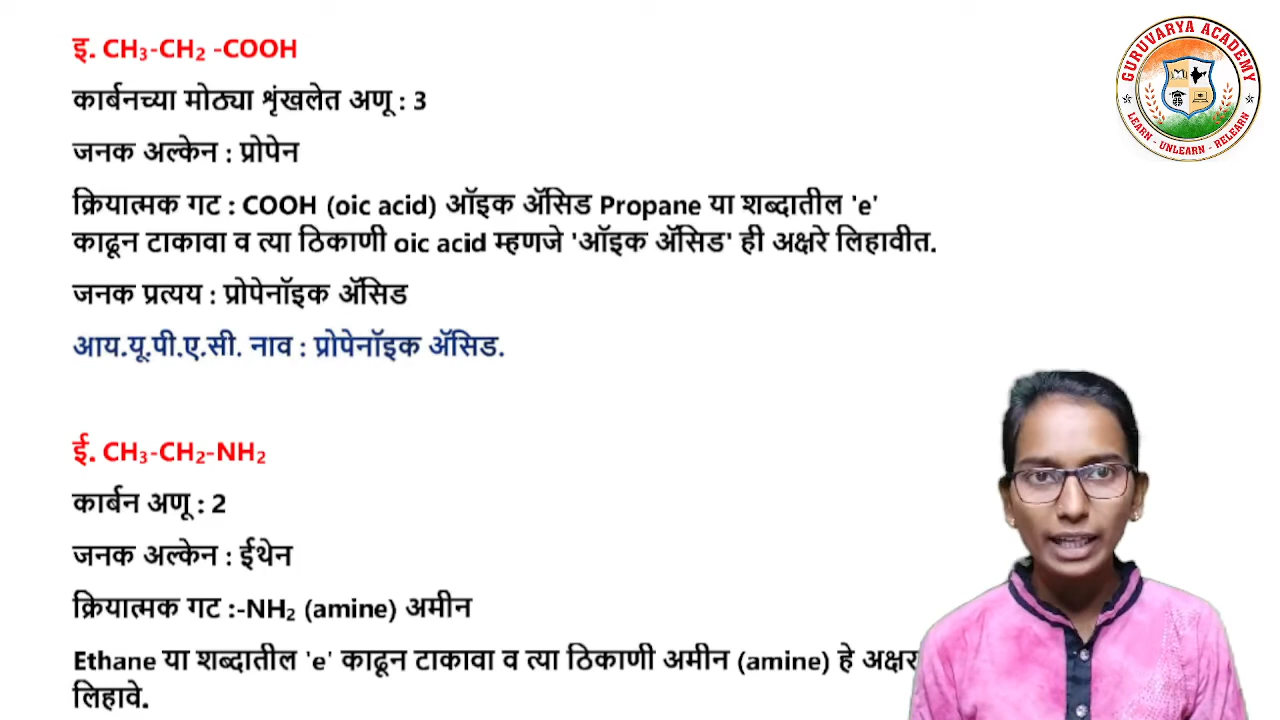 इ. CH₃-CH₂ -COOH
कार्बनच्या मोठ्या शृंखलेत अणू : 3
जनक अल्केन : प्रोपेन
क्रियात्मक गट : COOH (oic acid) ऑइक ॲसिड Propane या शब्दातील 'e'
काढून टाकावा व त्या ठिकाणी oic acid म्हणजे 'ऑइक ॲसिड' ही अक्षरे लिहावीत.
जनक प्रत्यय : प्रोपेनॉइक ॲसिड
आय.यू.पी.ए.सी. नाव : प्रोपेनॉइक ॲसिड.
ई. CH₃-CH₂-NH₂
कार्बन अणू : 2
जनक अल्केन : ईथेन
क्रियात्मक गट :-NH₂ (amine) अमीन
Ethane या शब्दातील 'e' काढून टाकावा व त्या ठिकाणी अमीन (amine) हे अक्षर
लिहावे.
GURUVARYA ACADEMY
LEARN - UNLEARN - RELEARN